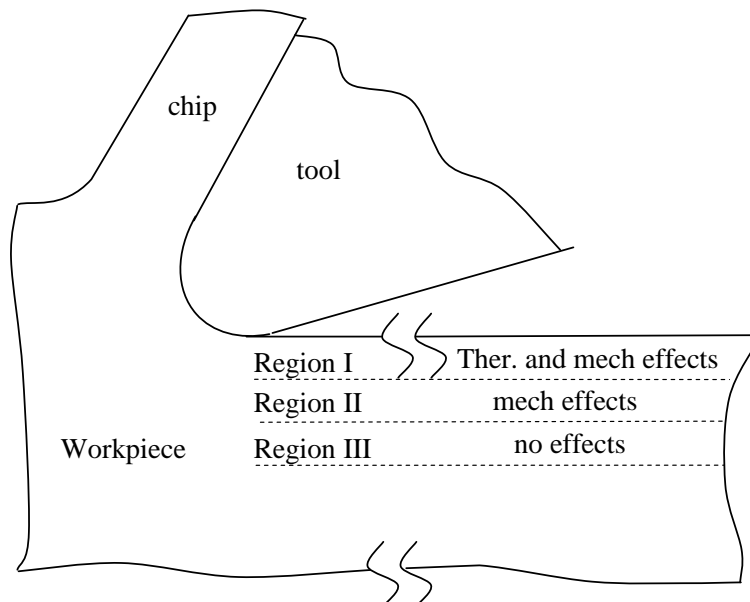 chip
tool
Region I Ther. and mech effects
Region II mech effects
Workpiece Region III no effects